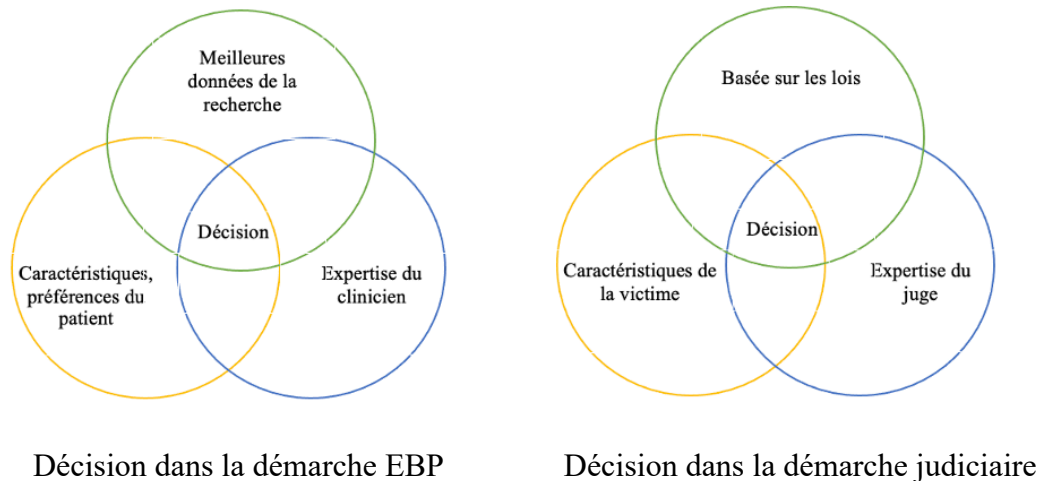 Meilleures
données de la
recherche
Décision
Caractéristiques,
préférences du
patient
Expertise du
clinicien
Décision dans la démarche EBP
Basée sur les lois
Décision
Caractéristiques de
la victime
Expertise du
juge
Décision dans la démarche judiciaire